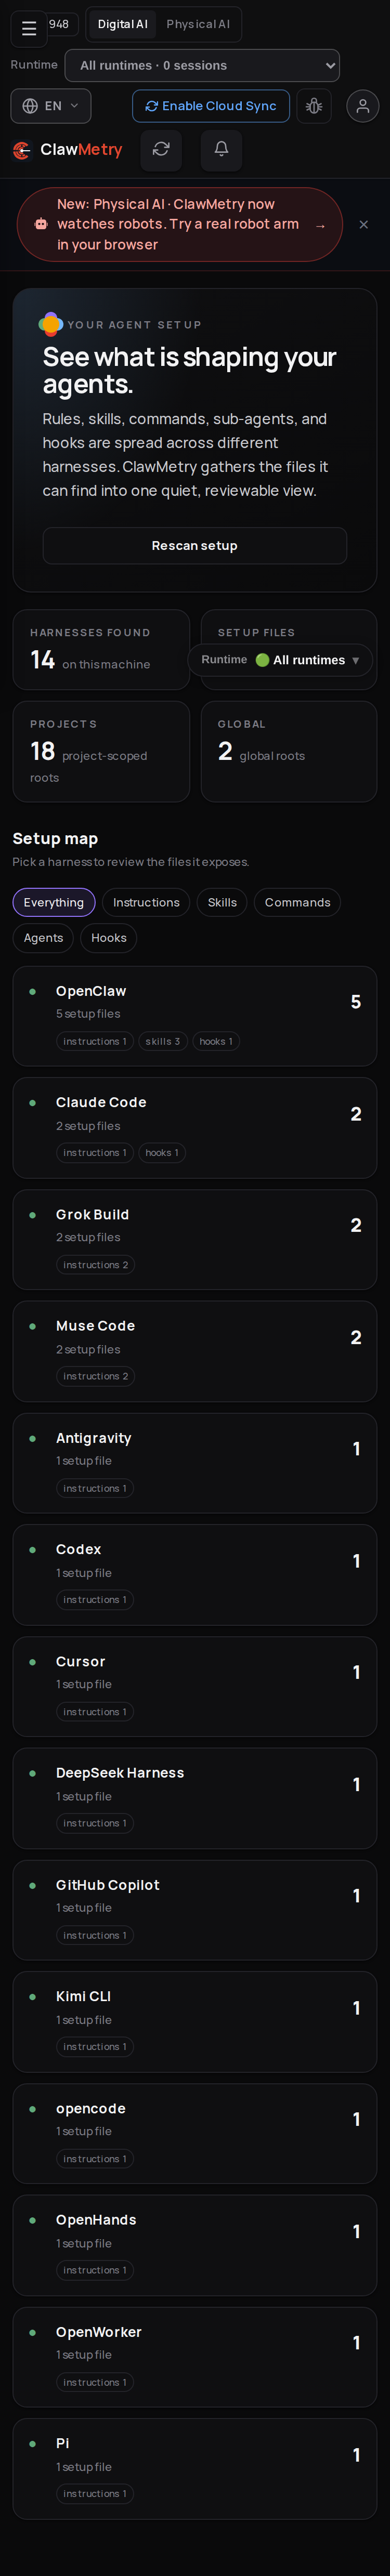 948
Digital AI
Physical AI
Runtime
All runtimes · 0 sessions
EN
Enable Cloud Sync
ClawMetry
New: Physical AI · ClawMetry now
watches robots. Try a real robot arm →
in your browser
×
YOUR AGENT SETUP
See what is shaping your
agents.
Rules, skills, commands, sub-agents, and
hooks are spread across different
harnesses. ClawMetry gathers the files it
can find into one quiet, reviewable view.
Rescan setup
HARNESSES FOUND
14 on this machine
SETUP FILES
Runtime All runtimes ▾
PROJECTS
18 project-scoped
roots
GLOBAL
2 global roots
Setup map
Pick a harness to review the files it exposes.
Everything
Instructions
Skills
Commands
Agents
Hooks
OpenClaw
5 setup files
5
instructions 1
skills 3
hooks 1
Claude Code
2 setup files
2
instructions 1
hooks 1
Grok Build
2 setup files
2
instructions 2
Muse Code
2 setup files
2
instructions 2
Antigravity
1 setup file
1
instructions 1
Codex
1 setup file
1
instructions 1
Cursor
1 setup file
1
instructions 1
DeepSeek Harness
1 setup file
1
instructions 1
GitHub Copilot
1 setup file
1
instructions 1
Kimi CLI
1 setup file
1
instructions 1
opencode
1 setup file
1
instructions 1
OpenHands
1 setup file
1
instructions 1
OpenWorker
1 setup file
1
instructions 1
Pi
1 setup file
1
instructions 1